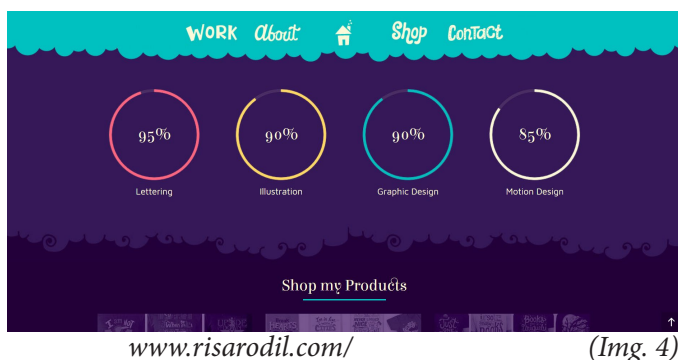 WORK About Shop Contact
95% 90% 90% 85%
Lettering Illustration Graphic Design Motion Design
Shop my Products
www.risarodil.com/ (Img. 4)